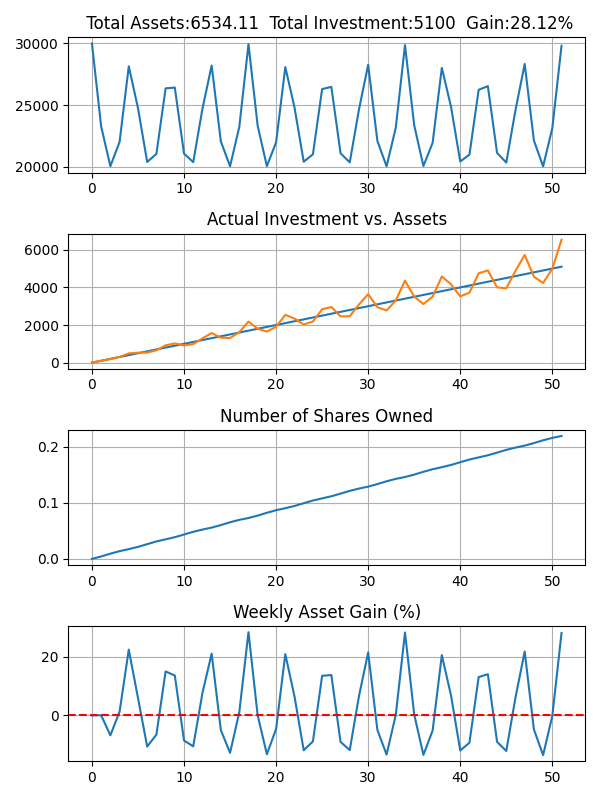 Total Assets:6534.11 Total Investment:5100 Gain:28.12%
30000
25000
20000
0 10 20 30 40 50
Actual Investment vs. Assets
6000
4000
2000
0
0 10 20 30 40 50
Number of Shares Owned
0.2
0.1
0.0
0 10 20 30 40 50
Weekly Asset Gain (%)
20
0
0 10 20 30 40 50